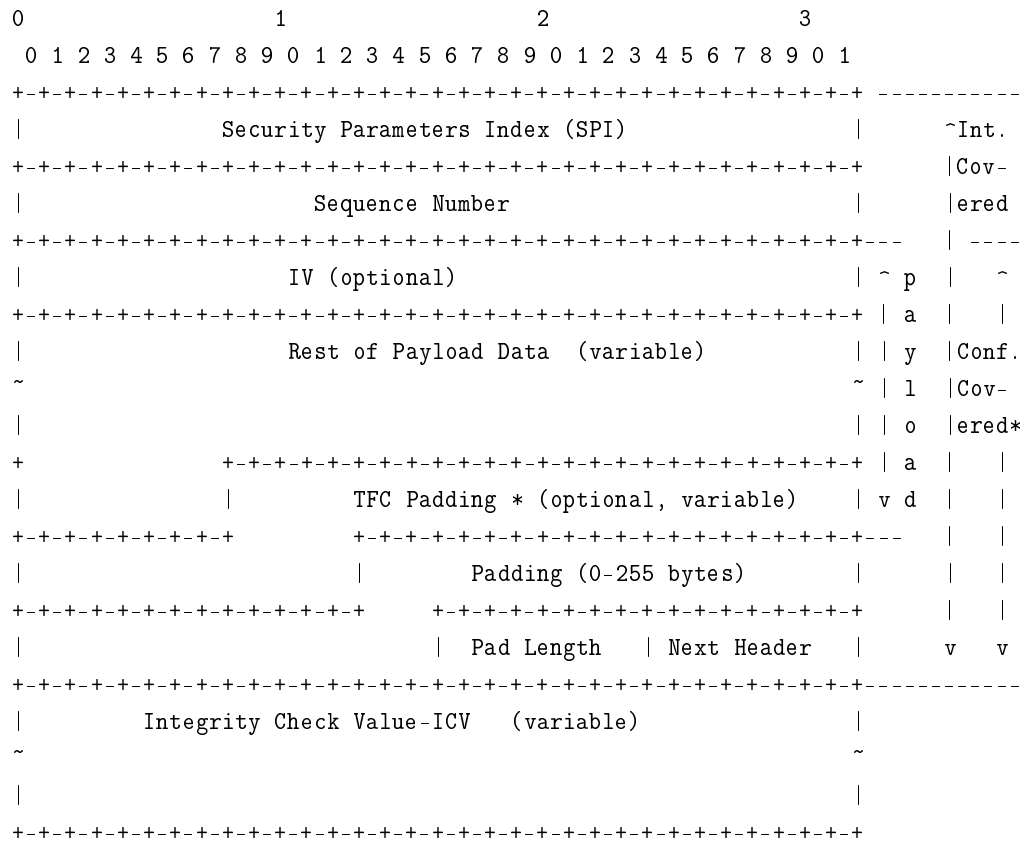 0                   1                   2                   3
 0 1 2 3 4 5 6 7 8 9 0 1 2 3 4 5 6 7 8 9 0 1 2 3 4 5 6 7 8 9 0 1
+-+-+-+-+-+-+-+-+-+-+-+-+-+-+-+-+-+-+-+-+-+-+-+-+-+-+-+-+-+-+-+-+ -----------
|               Security Parameters Index (SPI)                  |      ^Int.
+-+-+-+-+-+-+-+-+-+-+-+-+-+-+-+-+-+-+-+-+-+-+-+-+-+-+-+-+-+-+-+-+      |Cov-
|                      Sequence Number                           |      |ered
+-+-+-+-+-+-+-+-+-+-+-+-+-+-+-+-+-+-+-+-+-+-+-+-+-+-+-+-+-+-+-+-+---   | ----
|                    IV (optional)                               | ^ p  |   ^
+-+-+-+-+-+-+-+-+-+-+-+-+-+-+-+-+-+-+-+-+-+-+-+-+-+-+-+-+-+-+-+-+ | a  |   |
|                    Rest of Payload Data  (variable)            | | y  |Conf.
~                                                                ~ | l  |Cov-
|                                                                | | o  |ered*
+               +-+-+-+-+-+-+-+-+-+-+-+-+-+-+-+-+-+-+-+-+-+-+-+-+ | a  |   |
|               |         TFC Padding * (optional, variable)     | v d  |   |
+-+-+-+-+-+-+-+-+         +-+-+-+-+-+-+-+-+-+-+-+-+-+-+-+-+-+-+-+---   |   |
|                         |        Padding (0-255 bytes)         |      |   |
+-+-+-+-+-+-+-+-+-+-+-+-+-+     +-+-+-+-+-+-+-+-+-+-+-+-+-+-+-+-+      |   |
|                               |  Pad Length   | Next Header    |      v   v
+-+-+-+-+-+-+-+-+-+-+-+-+-+-+-+-+-+-+-+-+-+-+-+-+-+-+-+-+-+-+-+-+------------
|         Integrity Check Value-ICV   (variable)                 |
~                                                                ~
|                                                                |
+-+-+-+-+-+-+-+-+-+-+-+-+-+-+-+-+-+-+-+-+-+-+-+-+-+-+-+-+-+-+-+-+